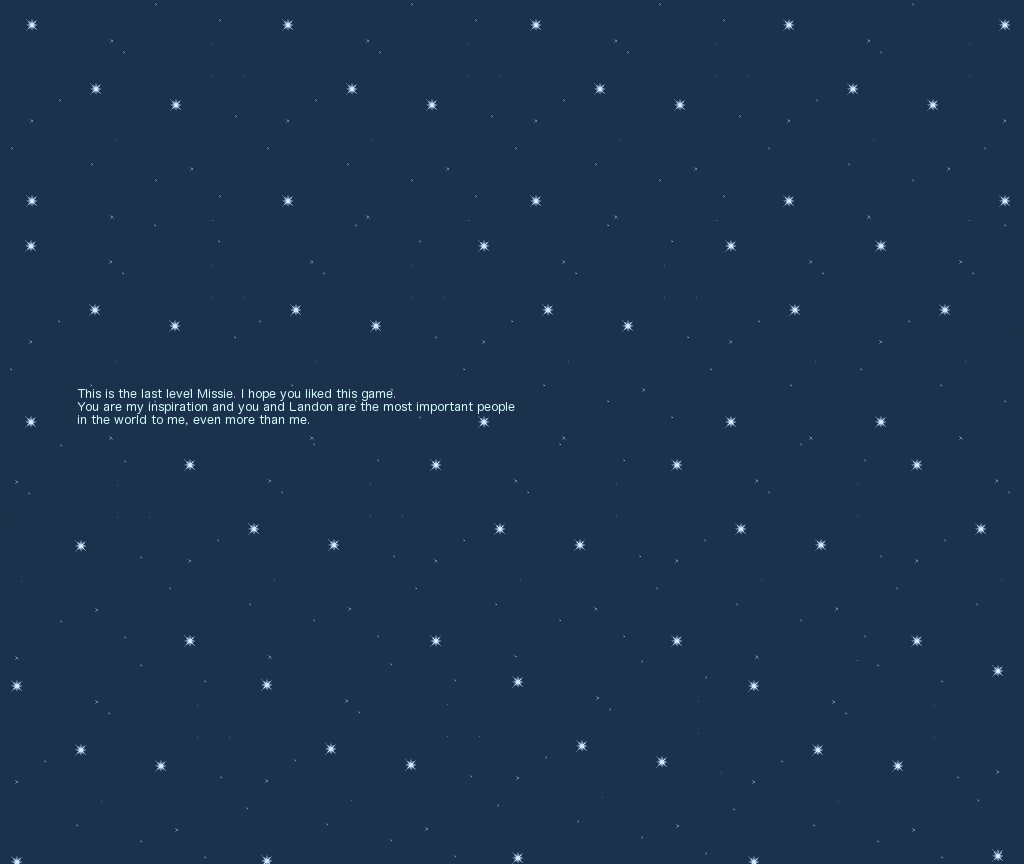 This is the last level Missie. I hope you liked this game.
You are my inspiration and you and Landon are the most important people
in the world to me, even more than me.